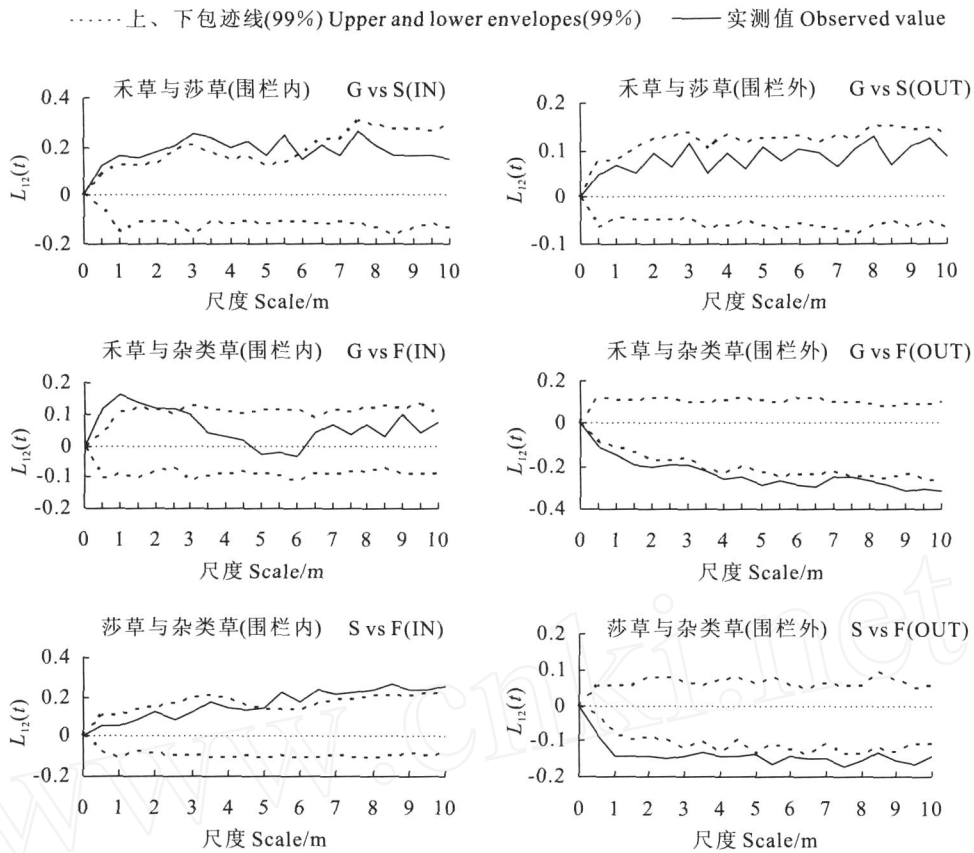 上、下包迹线(99%) Upper and lower envelopes(99%) 实测值 Observed value
禾草与莎草(围栏内) G vs S(IN)
0.4
0.2
0
-0.2
L₁₂(t)
0 1 2 3 4 5 6 7 8 9 10
尺度 Scale/m
禾草与莎草(围栏外) G vs S(OUT)
0.2
0.1
0
-0.1
L₁₂(t)
0 1 2 3 4 5 6 7 8 9 10
尺度 Scale/m
禾草与杂类草(围栏内) G vs F(IN)
0.2
0.1
0
-0.1
-0.2
L₁₂(t)
0 1 2 3 4 5 6 7 8 9 10
尺度 Scale/m
禾草与杂类草(围栏外) G vs F(OUT)
0.2
0
-0.2
-0.4
L₁₂(t)
0 1 2 3 4 5 6 7 8 9 10
尺度 Scale/m
莎草与杂类草(围栏内) S vs F(IN)
0.4
0.2
0
-0.2
L₁₂(t)
0 1 2 3 4 5 6 7 8 9 10
尺度 Scale/m
莎草与杂类草(围栏外) S vs F(OUT)
0.2
0.1
0
-0.1
-0.2
L₁₂(t)
0 1 2 3 4 5 6 7 8 9 10
尺度 Scale/m
www.cnki.net